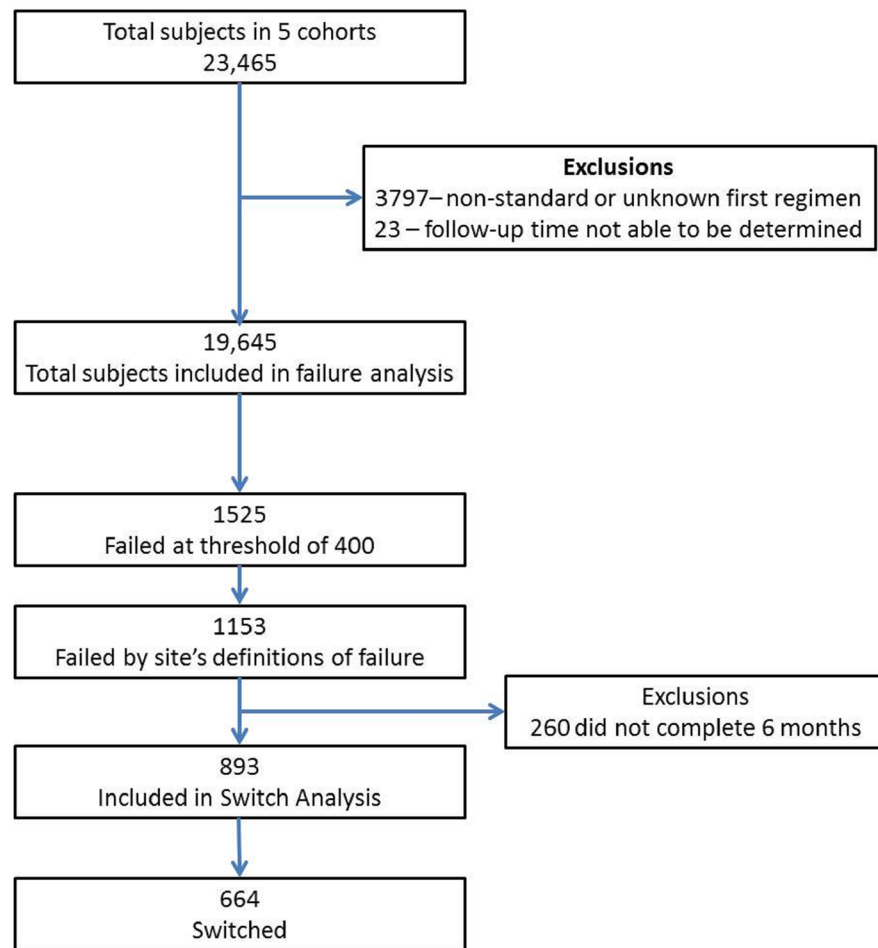 Total subjects in 5 cohorts
23,465
Exclusions
3797– non-standard or unknown first regimen
23 – follow-up time not able to be determined
19,645
Total subjects included in failure analysis
1525
Failed at threshold of 400
1153
Failed by site's definitions of failure
Exclusions
260 did not complete 6 months
893
Included in Switch Analysis
664
Switched